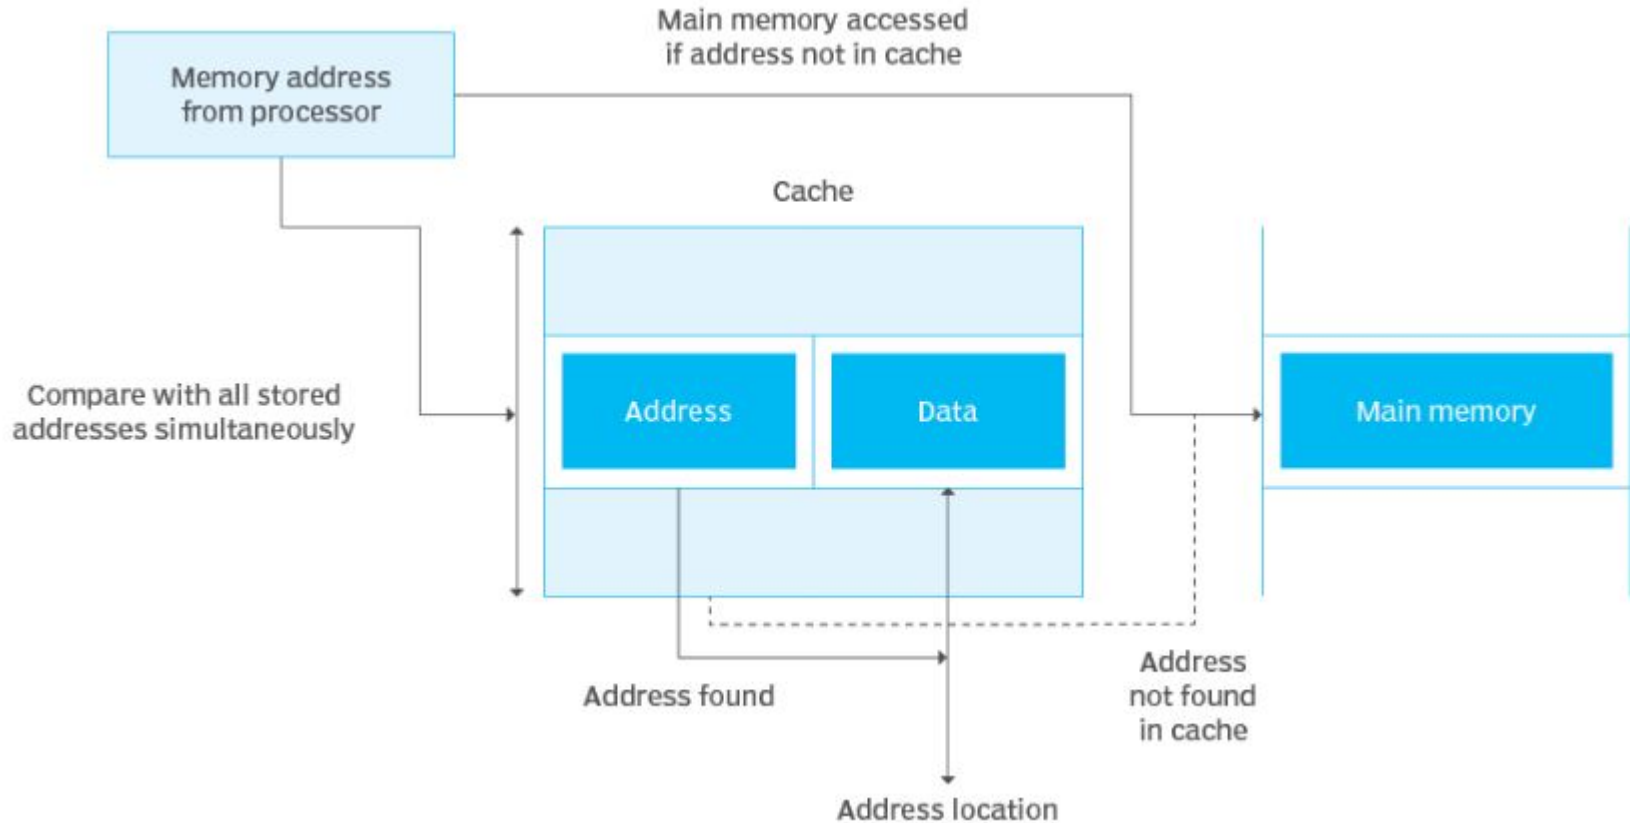 Main memory accessed
if address not in cache
Memory address
from processor
Cache
Compare with all stored
addresses simultaneously
Address
Data
Main memory
Address found
Address
not found
in cache
Address location